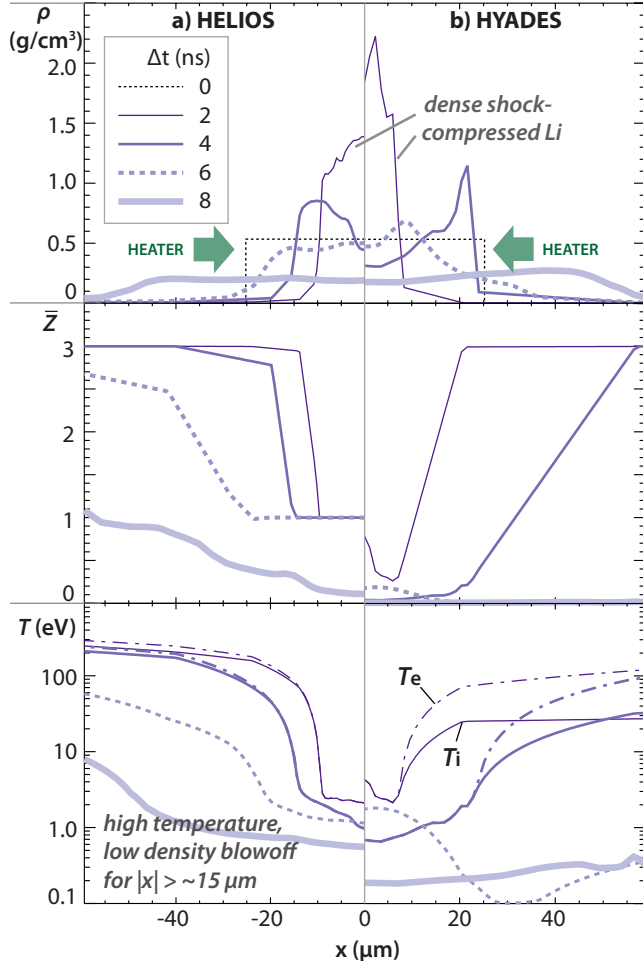 ρ
(g/cm³)
a) HELIOS
b) HYADES
Δt (ns)
0
2
4
6
8
2.0
1.5
1.0
0.5
0
dense shock-
compressed Li
HEATER
HEATER
Z̅
3
2
1
0
T (eV)
100
10
1.0
0.1
Te
Ti
high temperature,
low density blowoff
for |x| > ~15 μm
-40
-20
0
20
40
x (μm)